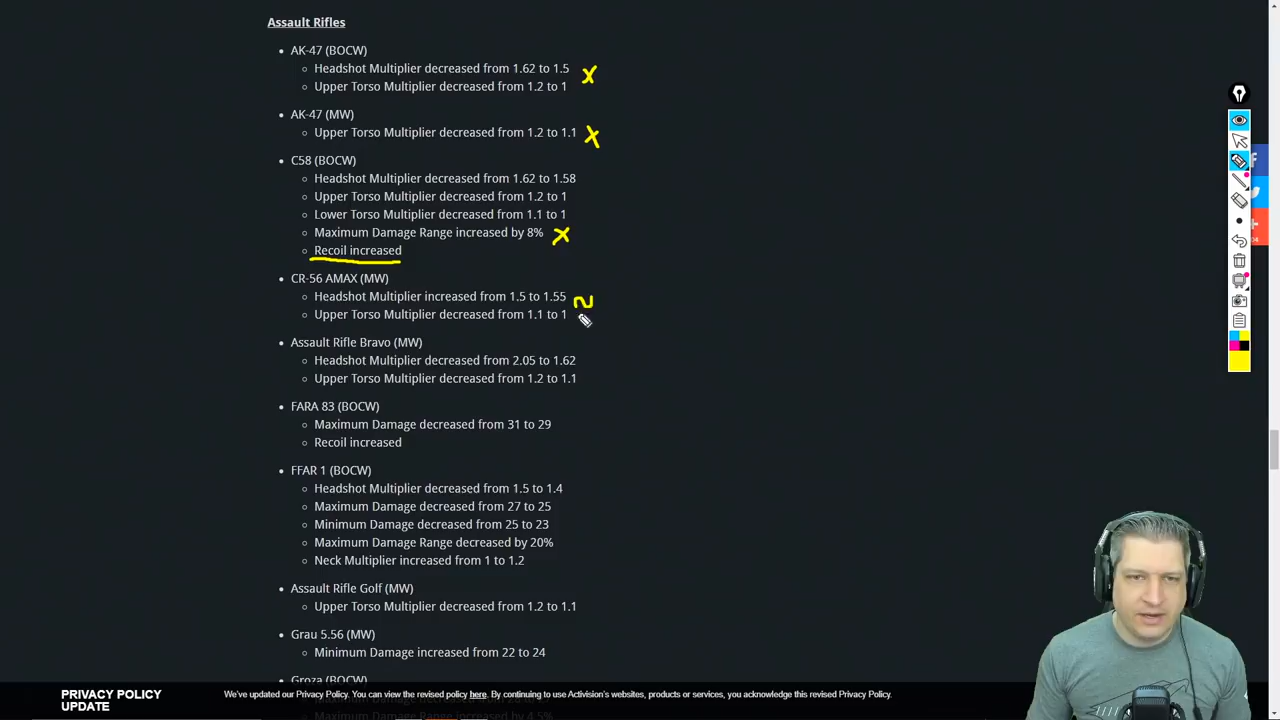 Assault Rifles
AK-47 (BOCW)
Headshot Multiplier decreased from 1.62 to 1.5
Upper Torso Multiplier decreased from 1.2 to 1
AK-47 (MW)
Upper Torso Multiplier decreased from 1.2 to 1.1
C58 (BOCW)
Headshot Multiplier decreased from 1.62 to 1.58
Upper Torso Multiplier decreased from 1.2 to 1
Lower Torso Multiplier decreased from 1.1 to 1
Maximum Damage Range increased by 8%
Recoil increased
CR-56 AMAX (MW)
Headshot Multiplier increased from 1.5 to 1.55
Upper Torso Multiplier decreased from 1.1 to 1
Assault Rifle Bravo (MW)
Headshot Multiplier decreased from 2.05 to 1.62
Upper Torso Multiplier decreased from 1.2 to 1.1
FARA 83 (BOCW)
Maximum Damage decreased from 31 to 29
Recoil increased
FFAR 1 (BOCW)
Headshot Multiplier decreased from 1.5 to 1.4
Maximum Damage decreased from 27 to 25
Minimum Damage decreased from 25 to 23
Maximum Damage Range decreased by 20%
Neck Multiplier increased from 1 to 1.2
Assault Rifle Golf (MW)
Upper Torso Multiplier decreased from 1.2 to 1.1
Grau 5.56 (MW)
Minimum Damage increased from 22 to 24
Groza (BOCW)
PRIVACY POLICY
UPDATE
We've updated our Privacy Policy. You can view the revised policy here. By continuing to use Activision's websites, products or services, you acknowledge this revised Privacy Policy.